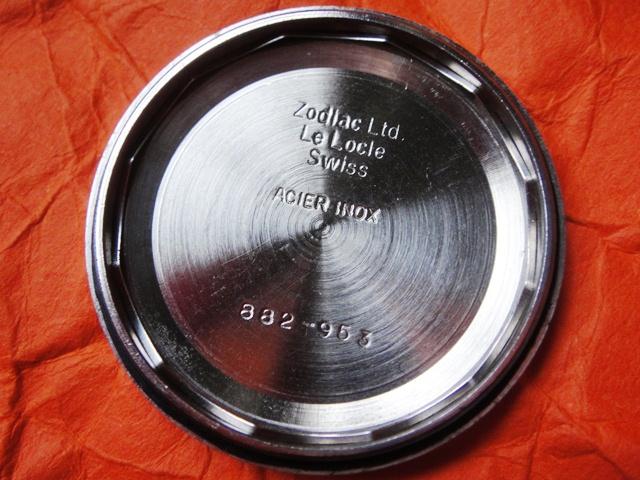 Zodiac Ltd.
Le Locle
Swiss
ACIER INOX
882-953